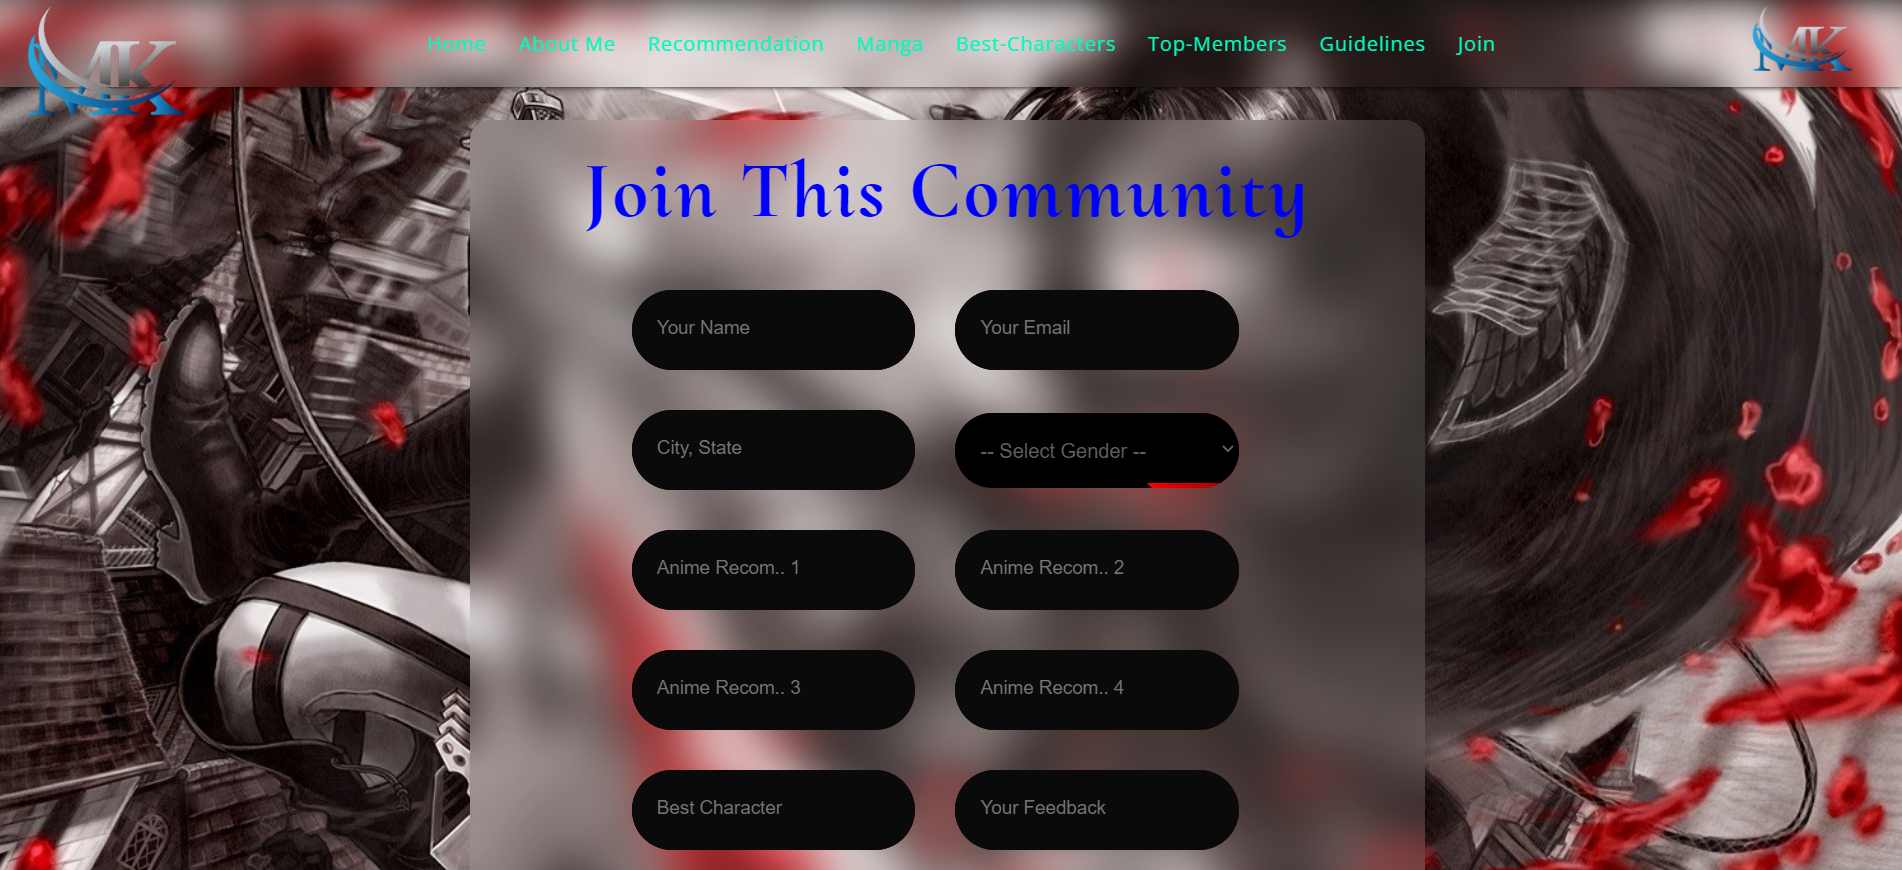 MK
Home About Me Recommendation Manga Best-Characters Top-Members Guidelines Join
MK
Join This Community
Your Name Your Email
City, State -- Select Gender --
Anime Recom.. 1 Anime Recom.. 2
Anime Recom.. 3 Anime Recom.. 4
Best Character Your Feedback